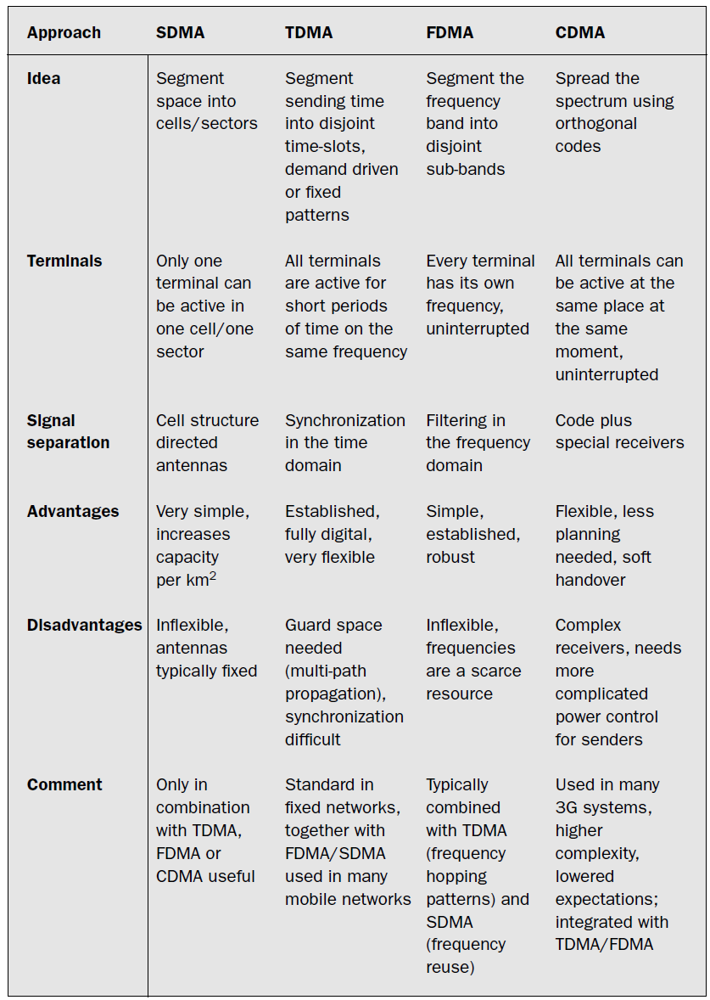 Approach SDMA TDMA FDMA CDMA
Idea
Segment
space into
cells/sectors
Segment
sending time
into disjoint
time-slots,
demand driven
or fixed
patterns
Segment the
frequency
band into
disjoint
sub-bands
Spread the
spectrum using
orthogonal
codes
Terminals
Only one
terminal can
be active in
one cell/one
sector
All terminals
are active for
short periods
of time on the
same frequency
Every terminal
has its own
frequency,
uninterrupted
All terminals can
be active at the
same place at
the same
moment,
uninterrupted
Signal
separation
Cell structure
directed
antennas
Synchronization
in the time
domain
Filtering in
the frequency
domain
Code plus
special receivers
Advantages
Very simple,
increases
capacity
per km²
Established,
fully digital,
very flexible
Simple,
established,
robust
Flexible, less
planning
needed, soft
handover
Disadvantages
Inflexible,
antennas
typically fixed
Guard space
needed
(multi-path
propagation),
synchronization
difficult
Inflexible,
frequencies
are a scarce
resource
Complex
receivers, needs
more
complicated
power control
for senders
Comment
Only in
combination
with TDMA,
FDMA or
CDMA useful
Standard in
fixed networks,
together with
FDMA/SDMA
used in many
mobile networks
Typically
combined
with TDMA
(frequency
hopping
patterns) and
SDMA
(frequency
reuse)
Used in many
3G systems,
higher
complexity,
lowered
expectations;
integrated with
TDMA/FDMA